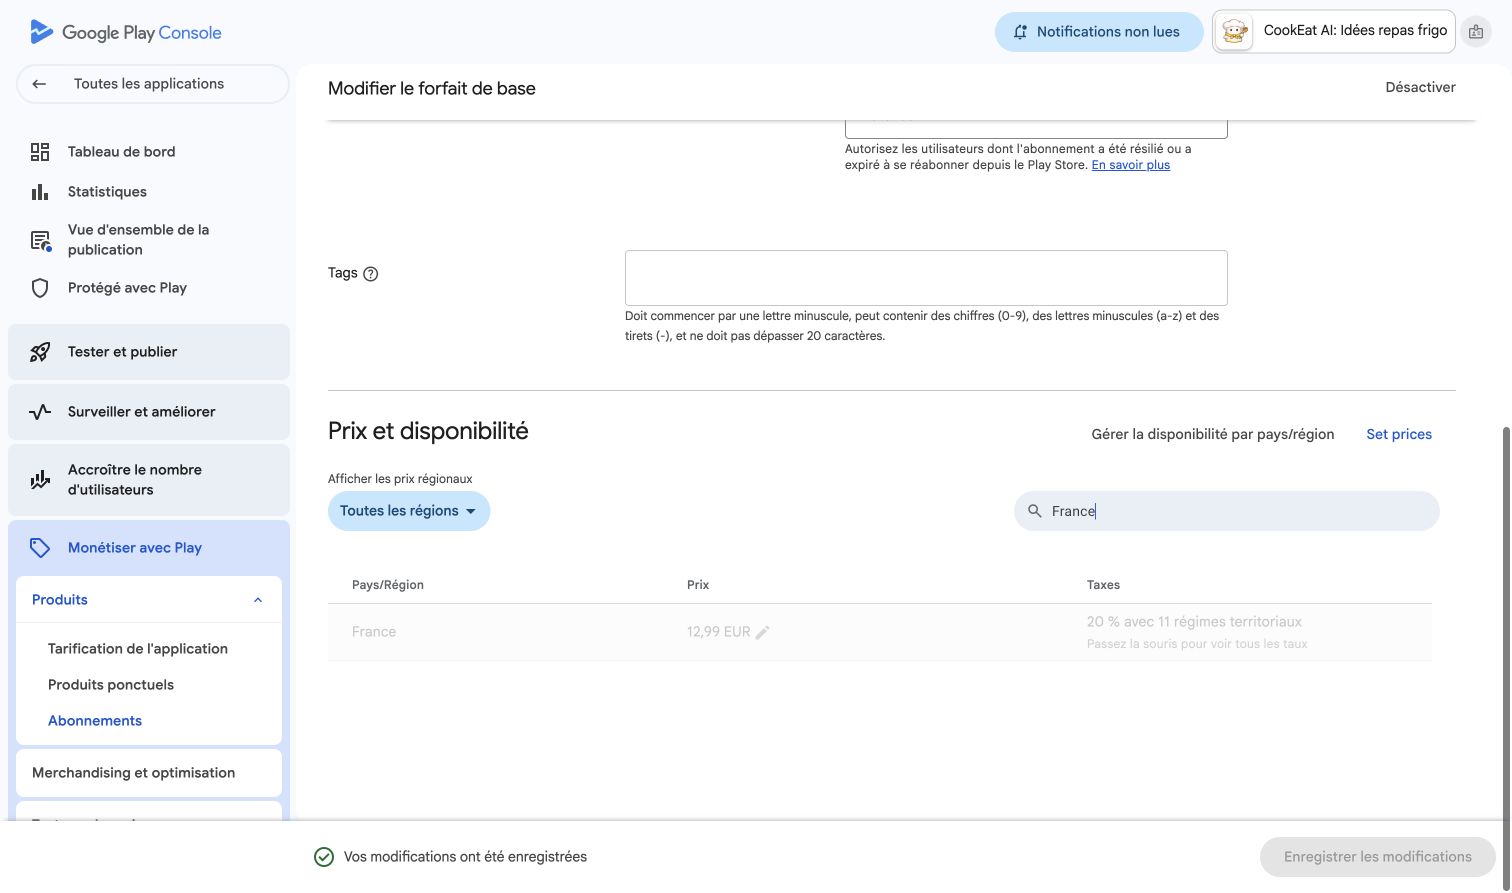 Google Play Console
Notifications non lues
CookEat AI: Idées repas frigo
Toutes les applications
Modifier le forfait de base
Désactiver
Autorisez les utilisateurs dont l'abonnement a été résilié ou a
expiré à se réabonner depuis le Play Store. En savoir plus
Tableau de bord
Statistiques
Vue d'ensemble de la
publication
Protégé avec Play
Tags
Doit commencer par une lettre minuscule, peut contenir des chiffres (0-9), des lettres minuscules (a-z) et des
tirets (-), et ne doit pas dépasser 20 caractères.
Tester et publier
Surveiller et améliorer
Accroître le nombre
d'utilisateurs
Monétiser avec Play
Produits
Tarification de l'application
Produits ponctuels
Abonnements
Merchandising et optimisation
Prix et disponibilité
Gérer la disponibilité par pays/région
Set prices
Afficher les prix régionaux
Toutes les régions
France
Pays/Région
Prix
Taxes
France
12,99 EUR
20 % avec 11 régimes territoriaux
Passez la souris pour voir tous les taux
Vos modifications ont été enregistrées
Enregistrer les modifications